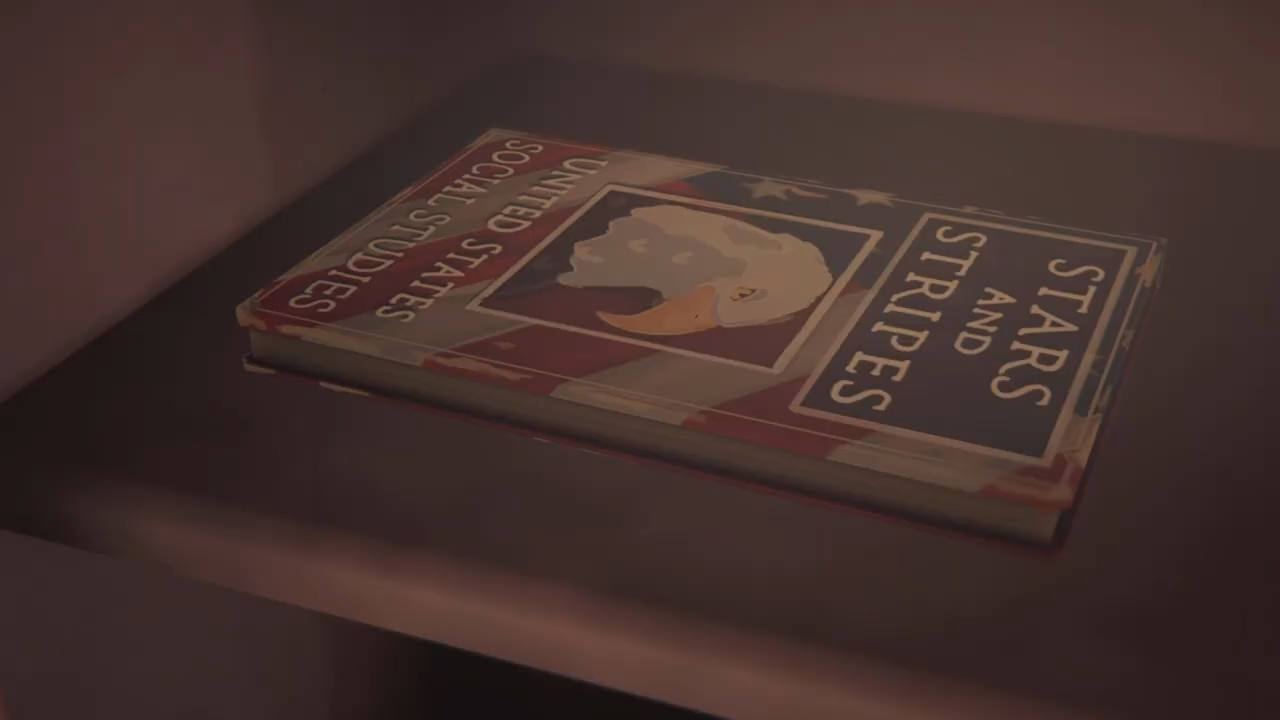 STARS
AND
STRIPES
UNITED STATES
SOCIAL STUDIES